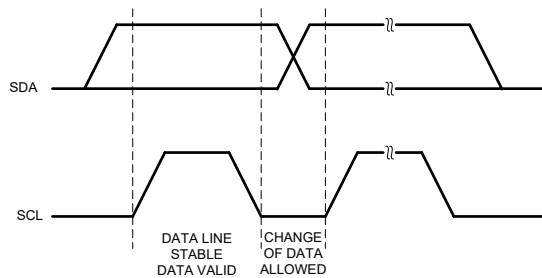 SDA
SCL
DATA LINE
STABLE
DATA VALID
CHANGE
OF DATA
ALLOWED